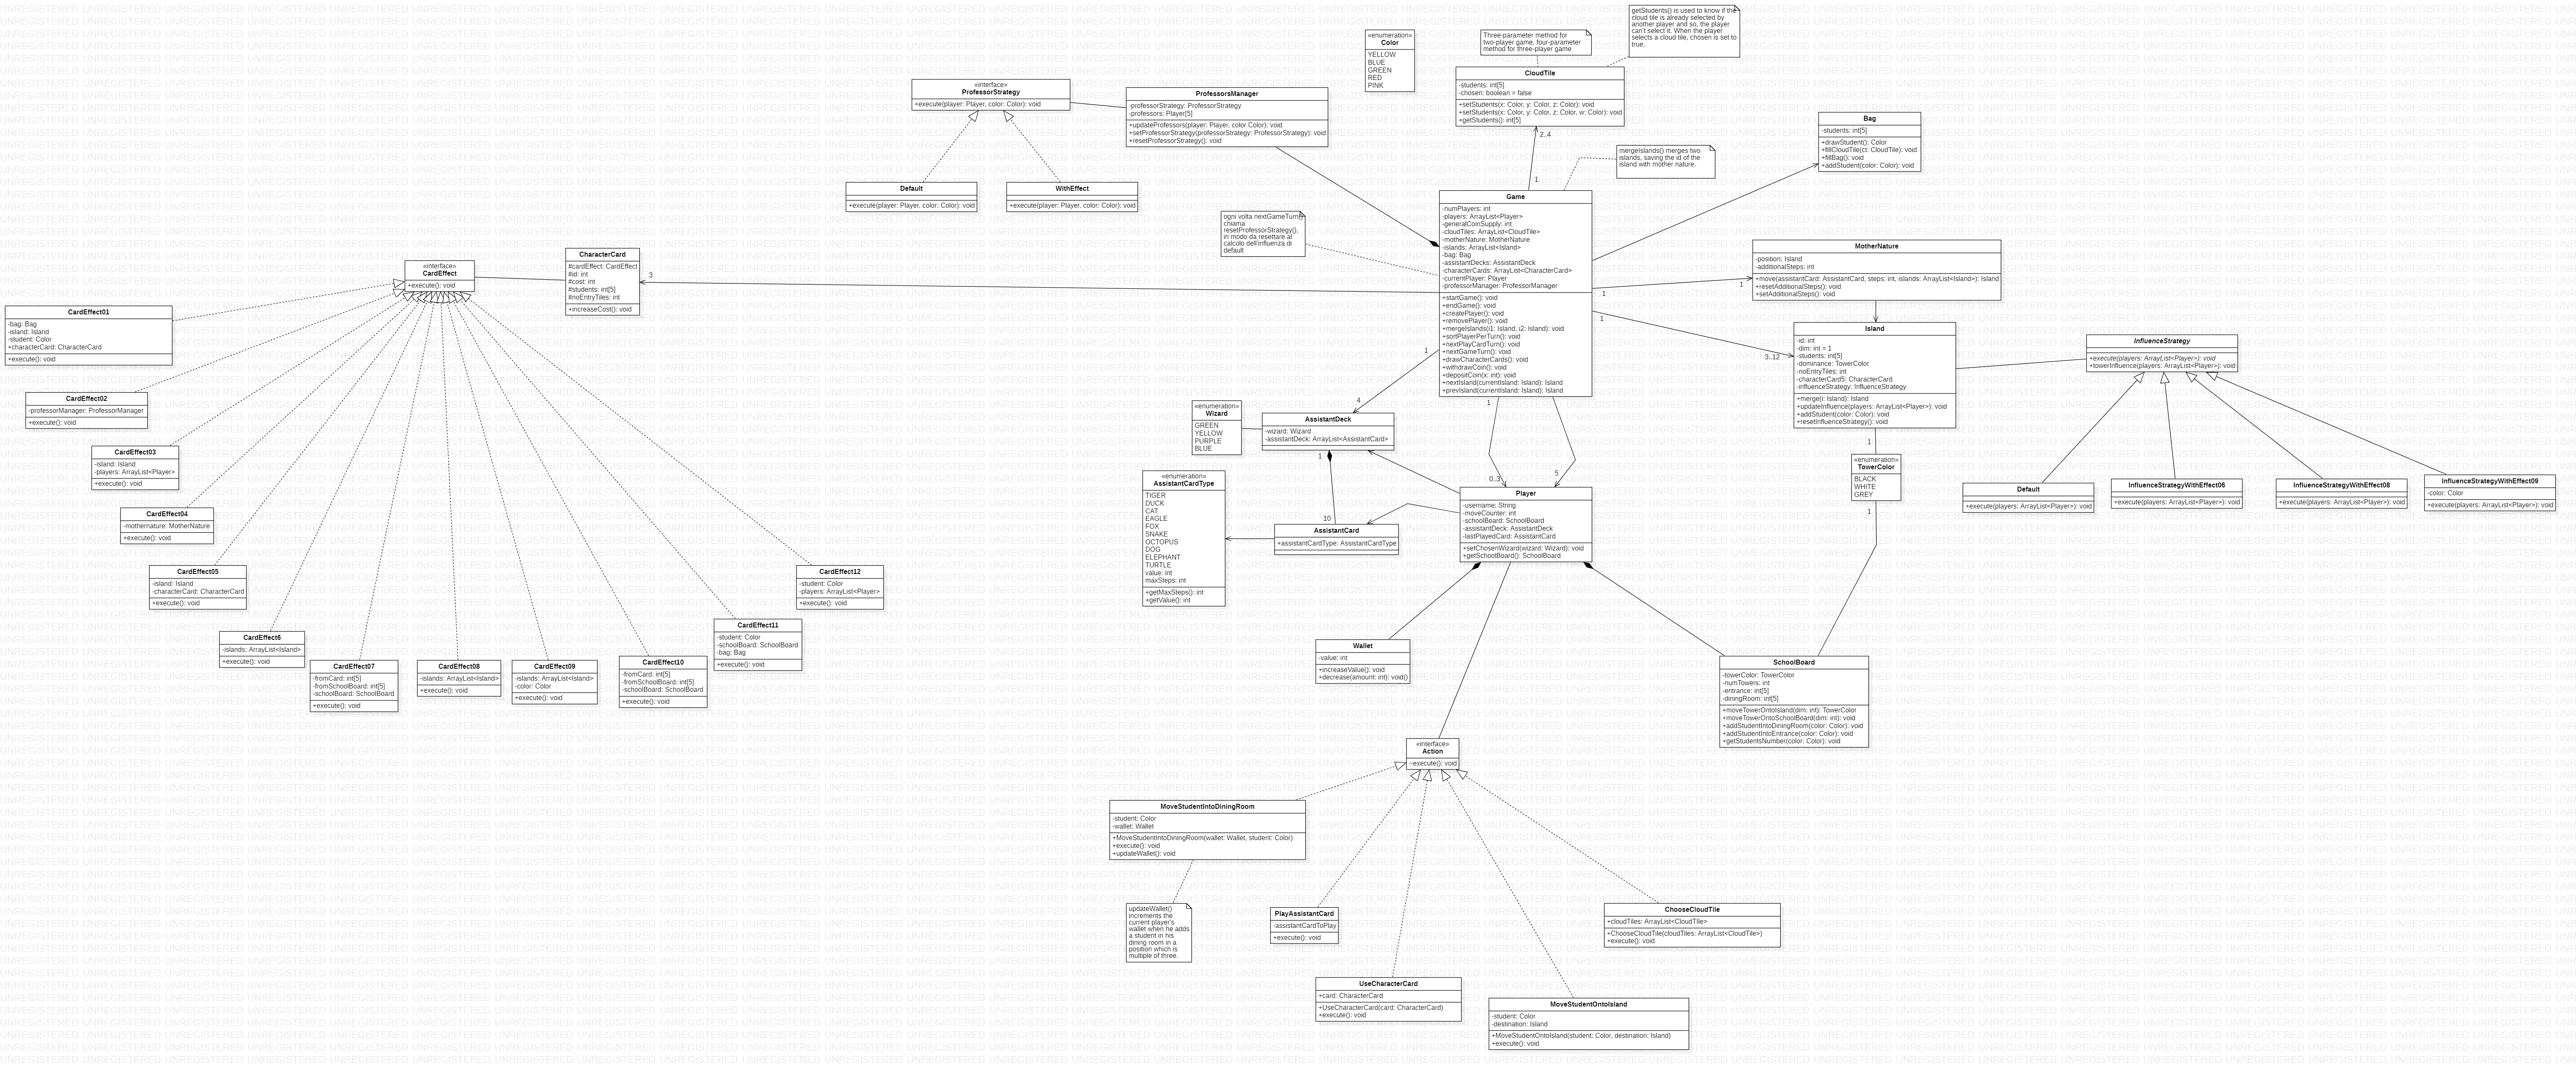 getStudents() is used to know if the
cloud tile is already selected by
another player and so, the player
can't select it. When the player
selects a cloud tile, chosen is set to
true.
«enumeration»
Color
YELLOW
BLUE
GREEN
RED
PINK
Three-parameter method for
two-player game, four-parameter
method for three-player game
CloudTile
-students: int[5]
-chosen: boolean = false
+setStudents(x: Color, y: Color, z: Color): void
+setStudents(x: Color, y: Color, z: Color, w: Color): void
+getStudents(): int[5]
2..4
1
«interface»
ProfessorStrategy
+execute(player: Player, color: Color): void
ProfessorsManager
-professorStrategy: ProfessorStrategy
-professors: Player[5]
+updateProfessors(player: Player, color Color): void
+setProfessorStrategy(professorStrategy: ProfessorStrategy): void
+resetProfessorStrategy(): void
Default
+execute(player: Player, color: Color): void
WithEffect
+execute(player: Player, color: Color): void
Bag
-students: int[5]
+drawStudent(): Color
+fillCloudTile(ct: CloudTile): void
+fillBag(): void
+addStudent(color: Color): void
mergeIslands() merges two
islands, saving the id of the
island with mother nature.
ogni volta nextGameTurn()
chiama
resetProfessorStrategy(),
in modo da resettare al
calcolo dell'influenza di
default
Game
-numPlayers: int
-players: ArrayList<Player>
-generalCoinSupply: int
-cloudTiles: ArrayList<CloudTile>
-motherNature: MotherNature
-islands: ArrayList<Island>
-bag: Bag
-assistantDecks: AssistantDeck
-characterCards: ArrayList<CharacterCard>
-currentPlayer: Player
-professorManager: ProfessorManager
+startGame(): void
+endGame(): void
+createPlayer(): void
+removePlayer(): void
+mergeIslands(i1: Island, i2: Island): void
+sortPlayerPerTurn(): void
+nextPlayCardTurn(): void
+nextGameTurn(): void
+drawCharacterCards(): void
+withdrawCoin(): void
+depositCoin(x: int): void
+nextIsland(currentIsland: Island): Island
+prevIsland(currentIsland: Island): Island
MotherNature
-position: Island
-additionalSteps: int
+move(assistantCard: AssistantCard, steps: int, islands: ArrayList<Island>): Island
+resetAdditionalSteps(): void
+setAdditionalSteps(): void
1
1
1
3..12
Island
-id: int
-dim: int = 1
-students: int[5]
-dominance: TowerColor
-noEntryTiles: int
-characterCard5: CharacterCard
-influenceStrategy: InfluenceStrategy
+merge(i: Island): Island
+updateInfluence(players: ArrayList<Player>): void
+addStudent(color: Color): void
+resetInfluenceStrategy(): void
InfluenceStrategy
+execute(players: ArrayList<Player>): void
+towerInfluence(players: ArrayList<Player>): void
Default
+execute(players: ArrayList<Player>): void
InfluenceStrategyWithEffect06
+execute(players: ArrayList<Player>): void
InfluenceStrategyWithEffect08
+execute(players: ArrayList<Player>): void
InfluenceStrategyWithEffect09
-color: Color
+execute(players: ArrayList<Player>): void
1
«enumeration»
TowerColor
BLACK
WHITE
GREY
1
CharacterCard
#cardEffect: CardEffect
#id: int
#cost: int
#students: int[5]
#noEntryTiles: int
+increaseCost(): void
3
«interface»
CardEffect
+execute(): void
CardEffect01
-bag: Bag
-island: Island
-student: Color
+characterCard: CharacterCard
+execute(): void
CardEffect02
-professorManager: ProfessorManager
+execute(): void
CardEffect03
-island: Island
-players: ArrayList<Player>
+execute(): void
CardEffect04
-mothernature: MotherNature
+execute(): void
CardEffect05
-island: Island
-characterCard: CharacterCard
+execute(): void
CardEffect6
-islands: ArrayList<Island>
+execute(): void
CardEffect07
-fromCard: int[5]
-fromSchoolBoard: int[5]
-schoolBoard: SchoolBoard
+execute(): void
CardEffect08
-islands: ArrayList<Island>
+execute(): void
CardEffect09
-islands: ArrayList<Island>
-color: Color
+execute(): void
CardEffect10
-fromCard: int[5]
-fromSchoolBoard: int[5]
-schoolBoard: SchoolBoard
+execute(): void
CardEffect11
-student: Color
-schoolBoard: SchoolBoard
-bag: Bag
+execute(): void
CardEffect12
-student: Color
-players: ArrayList<Player>
+execute(): void
1
4
«enumeration»
Wizard
GREEN
YELLOW
PURPLE
BLUE
AssistantDeck
-wizard: Wizard
-assistantDeck: ArrayList<AssistantCard>
1
10
«enumeration»
AssistantCardType
TIGER
DUCK
CAT
EAGLE
FOX
SNAKE
OCTOPUS
DOG
ELEPHANT
TURTLE
value: int
maxSteps: int
+getMaxSteps(): int
+getValue(): int
AssistantCard
+assistantCardType: AssistantCardType
1
0..3
5
Player
-username: String
-moveCounter: int
-schoolBoard: SchoolBoard
-assistantDeck: AssistantDeck
-lastPlayedCard: AssistantCard
+setChosenWizard(wizard: Wizard): void
+getSchoolBoard(): SchoolBoard
Wallet
-value: int
+increaseValue(): void
+decrease(amount: int): void()
SchoolBoard
-towerColor: TowerColor
-numTowers: int
-entrance: int[5]
-diningRoom: int[5]
+moveTowerOntoIsland(dim: int): TowerColor
+moveTowerOntoSchoolBoard(dim: int): void
+addStudentIntoDiningRoom(color: Color): void
+addStudentIntoEntrance(color: Color): void
+getStudentsNumber(color: Color): void
«interface»
Action
~execute(): void
MoveStudentIntoDiningRoom
-student: Color
-wallet: Wallet
+MoveStudentIntoDiningRoom(wallet: Wallet, student: Color)
+execute(): void
+updateWallet(): void
updateWallet()
increments the
current player's
wallet when he adds
a student in his
dining room in a
position which is
multiple of three.
PlayAssistantCard
-assistantCardToPlay
+execute(): void
ChooseCloudTile
+cloudTiles: ArrayList<CloudTIle>
+ChooseCloudTile(cloudTiles: ArrayList<CloudTile>)
+execute(): void
UseCharacterCard
+card: CharacterCard
+UseCharacterCard(card: CharacterCard)
+execute(): void
MoveStudentOntoIsland
-student: Color
-destination: Island
+MoveStudentOntoIsland(student: Color, destination: Island)
+execute(): void